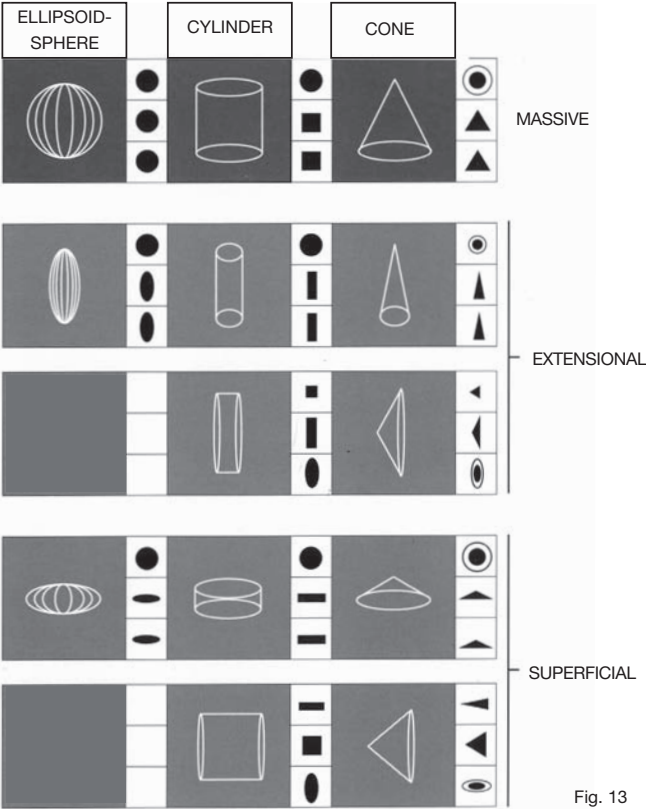 ELLIPSOID-
SPHERE
CYLINDER
CONE
MASSIVE
EXTENSIONAL
SUPERFICIAL
Fig. 13